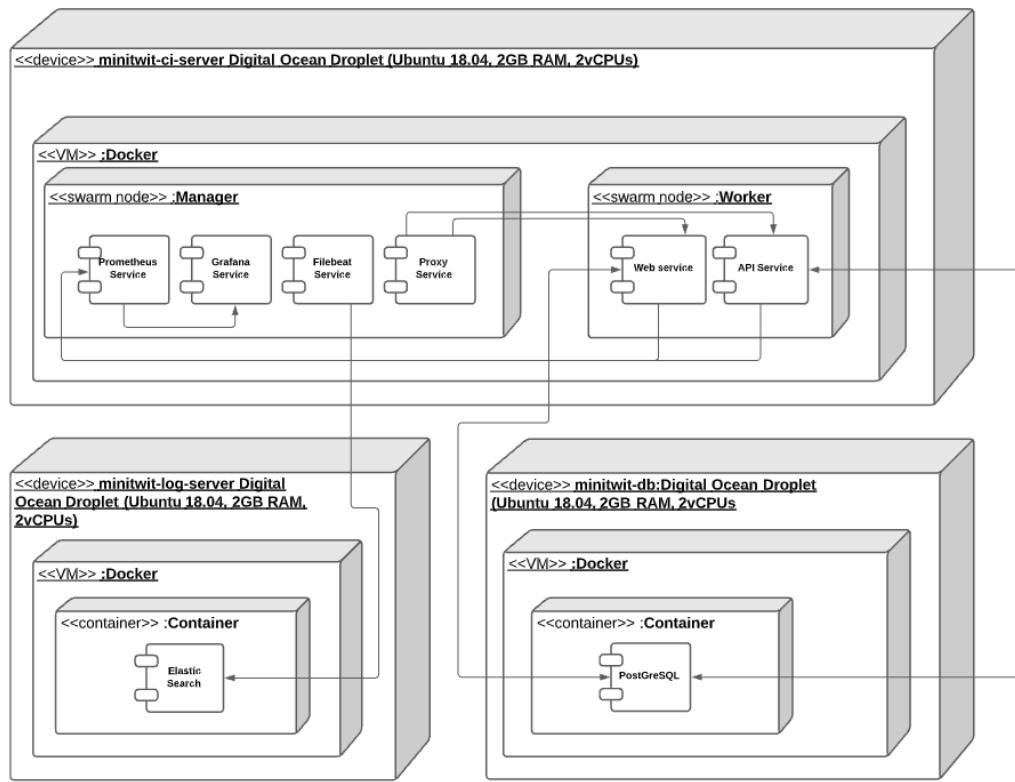 <<device>> minitwit-ci-server Digital Ocean Droplet (Ubuntu 18.04, 2GB RAM, 2vCPUs)
<<VM>> :Docker
<<swarm node>> :Manager
<<swarm node>> :Worker
Prometheus
Service
Grafana
Service
Filebeat
Service
Proxy
Service
Web service
API Service
<<device>> minitwit-log-server Digital
Ocean Droplet (Ubuntu 18.04, 2GB RAM,
2vCPUs)
<<VM>> :Docker
<<container>> :Container
Elastic
Search
<<device>> minitwit-db:Digital Ocean Droplet
(Ubuntu 18.04, 2GB RAM, 2vCPUs
<<VM>> :Docker
<<container>> :Container
PostGreSQL